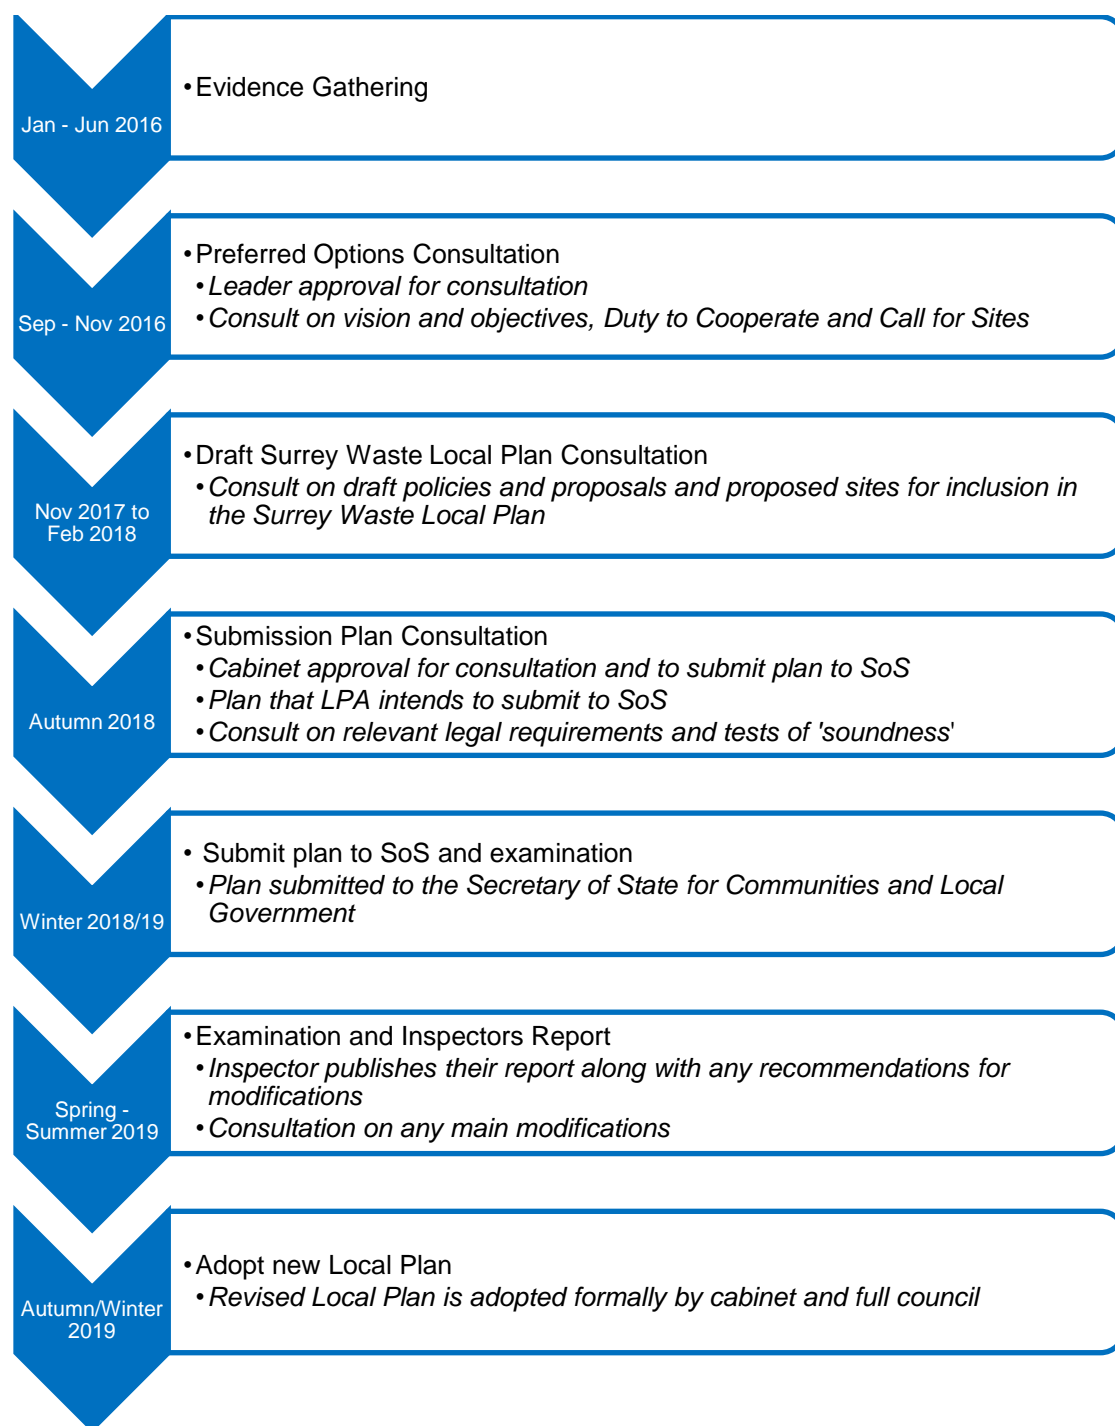 Jan - Jun 2016
•Evidence Gathering
Sep - Nov 2016
•Preferred Options Consultation
•Leader approval for consultation
•Consult on vision and objectives, Duty to Cooperate and Call for Sites
Nov 2017 to
Feb 2018
•Draft Surrey Waste Local Plan Consultation
•Consult on draft policies and proposals and proposed sites for inclusion in
the Surrey Waste Local Plan
Autumn 2018
•Submission Plan Consultation
•Cabinet approval for consultation and to submit plan to SoS
•Plan that LPA intends to submit to SoS
•Consult on relevant legal requirements and tests of 'soundness'
Winter 2018/19
• Submit plan to SoS and examination
•Plan submitted to the Secretary of State for Communities and Local
Government
Spring -
Summer 2019
•Examination and Inspectors Report
•Inspector publishes their report along with any recommendations for
modifications
•Consultation on any main modifications
Autumn/Winter
2019
•Adopt new Local Plan
•Revised Local Plan is adopted formally by cabinet and full council